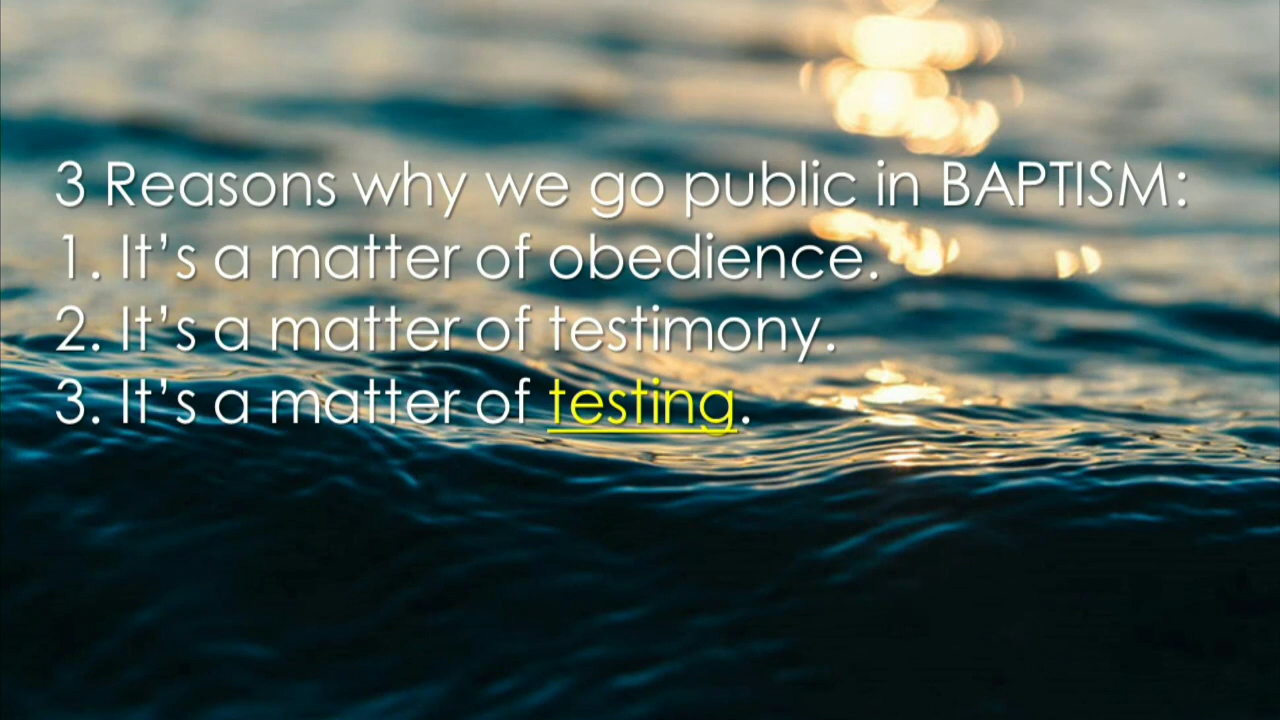 3 Reasons why we go public in BAPTISM:
1. It’s a matter of obedience.
2. It’s a matter of testimony.
3. It’s a matter of testing.